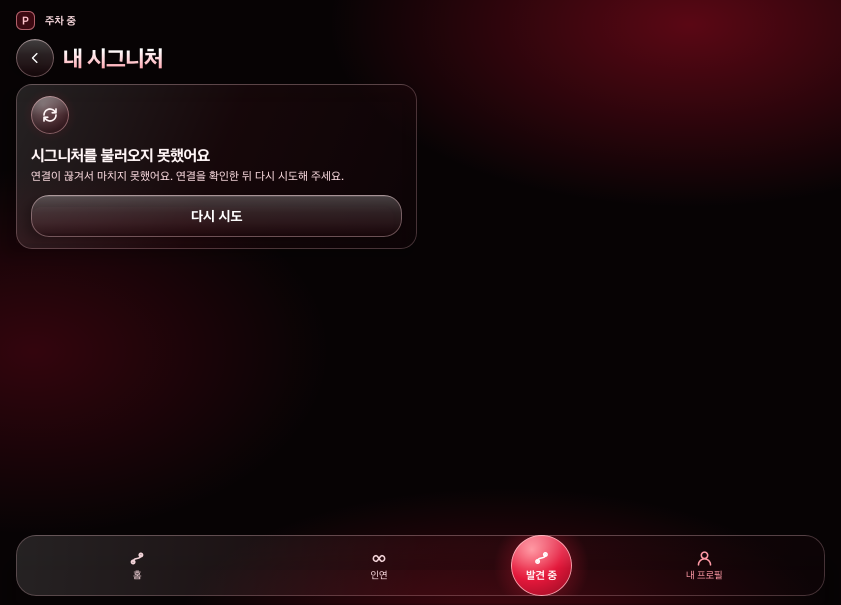 P 주차 중
내 시그니처
시그니처를 불러오지 못했어요
연결이 끊겨서 마치지 못했어요. 연결을 확인한 뒤 다시 시도해 주세요.
다시 시도
홈
인연
발견 중
내 프로필